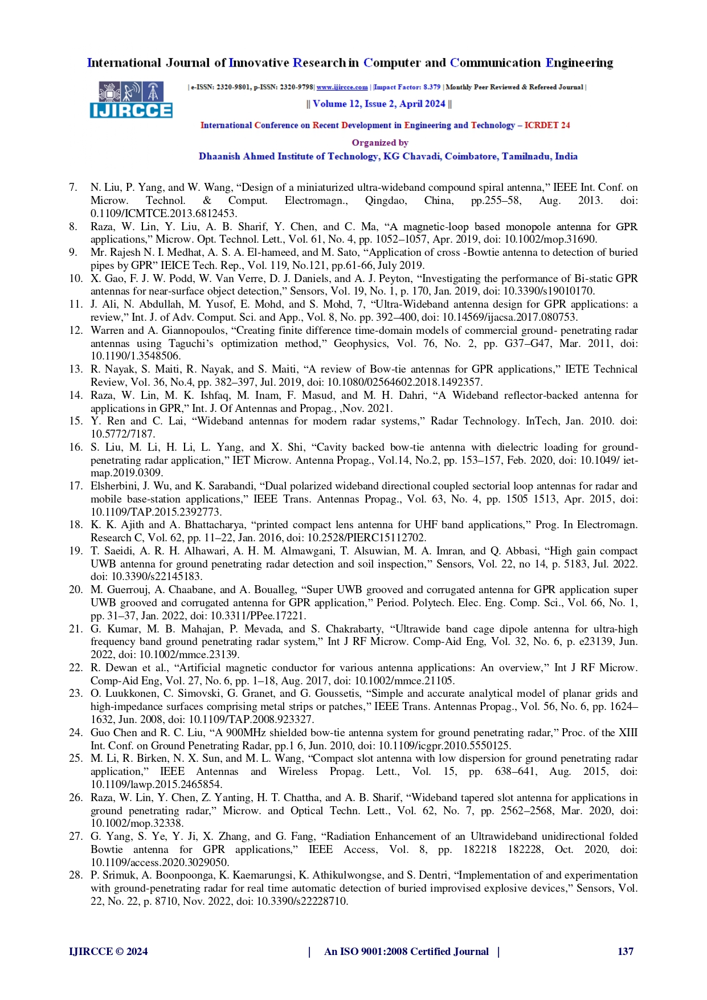 International Journal of Innovative Research in Computer and Communication Engineering
| e-ISSN: 2320-9801, p-ISSN: 2320-9798| www.ijircce.com | |Impact Factor: 8.379 | Monthly Peer Reviewed & Refereed Journal |
IJIRCCE
|| Volume 12, Issue 2, April 2024 ||
International Conference on Recent Development in Engineering and Technology – ICRDET 24
Organized by
Dhaanish Ahmed Institute of Technology, KG Chavadi, Coimbatore, Tamilnadu, India
7. N. Liu, P. Yang, and W. Wang, “Design of a miniaturized ultra-wideband compound spiral antenna,” IEEE Int. Conf. on
Microw. Technol. & Comput. Electromagn., Qingdao, China, pp.255–58, Aug. 2013. doi:
0.1109/ICMTCE.2013.6812453.
8. Raza, W. Lin, Y. Liu, A. B. Sharif, Y. Chen, and C. Ma, “A magnetic-loop based monopole antenna for GPR
applications,” Microw. Opt. Technol. Lett., Vol. 61, No. 4, pp. 1052–1057, Apr. 2019, doi: 10.1002/mop.31690.
9. Mr. Rajesh N. I. Medhat, A. S. A. El-hameed, and M. Sato, “Application of cross -Bowtie antenna to detection of buried
pipes by GPR” IEICE Tech. Rep., Vol. 119, No.121, pp.61-66, July 2019.
10. X. Gao, F. J. W. Podd, W. Van Verre, D. J. Daniels, and A. J. Peyton, “Investigating the performance of Bi-static GPR
antennas for near-surface object detection,” Sensors, Vol. 19, No. 1, p. 170, Jan. 2019, doi: 10.3390/s19010170.
11. J. Ali, N. Abdullah, M. Yusof, E. Mohd, and S. Mohd, 7, “Ultra-Wideband antenna design for GPR applications: a
review,” Int. J. of Adv. Comput. Sci. and App., Vol. 8, No. pp. 392–400, doi: 10.14569/ijacsa.2017.080753.
12. Warren and A. Giannopoulos, “Creating finite difference time-domain models of commercial ground- penetrating radar
antennas using Taguchi’s optimization method,” Geophysics, Vol. 76, No. 2, pp. G37–G47, Mar. 2011, doi:
10.1190/1.3548506.
13. R. Nayak, S. Maiti, R. Nayak, and S. Maiti, “A review of Bow-tie antennas for GPR applications,” IETE Technical
Review, Vol. 36, No.4, pp. 382–397, Jul. 2019, doi: 10.1080/02564602.2018.1492357.
14. Raza, W. Lin, M. K. Ishfaq, M. Inam, F. Masud, and M. H. Dahri, “A Wideband reflector-backed antenna for
applications in GPR,” Int. J. Of Antennas and Propag., ,Nov. 2021.
15. Y. Ren and C. Lai, “Wideband antennas for modern radar systems,” Radar Technology. InTech, Jan. 2010. doi:
10.5772/7187.
16. S. Liu, M. Li, H. Li, L. Yang, and X. Shi, “Cavity backed bow-tie antenna with dielectric loading for ground-
penetrating radar application,” IET Microw. Antenna Propag., Vol.14, No.2, pp. 153–157, Feb. 2020, doi: 10.1049/ iet-
map.2019.0309.
17. Elsherbini, J. Wu, and K. Sarabandi, “Dual polarized wideband directional coupled sectorial loop antennas for radar and
mobile base-station applications,” IEEE Trans. Antennas Propag., Vol. 63, No. 4, pp. 1505 1513, Apr. 2015, doi:
10.1109/TAP.2015.2392773.
18. K. K. Ajith and A. Bhattacharya, “printed compact lens antenna for UHF band applications,” Prog. In Electromagn.
Research C, Vol. 62, pp. 11–22, Jan. 2016, doi: 10.2528/PIERC15112702.
19. T. Saeidi, A. R. H. Alhawari, A. H. M. Almawgani, T. Alsuwian, M. A. Imran, and Q. Abbasi, “High gain compact
UWB antenna for ground penetrating radar detection and soil inspection,” Sensors, Vol. 22, no 14, p. 5183, Jul. 2022.
doi: 10.3390/s22145183.
20. M. Guerrouj, A. Chaabane, and A. Boualleg, “Super UWB grooved and corrugated antenna for GPR application super
UWB grooved and corrugated antenna for GPR application,” Period. Polytech. Elec. Eng. Comp. Sci., Vol. 66, No. 1,
pp. 31–37, Jan. 2022, doi: 10.3311/PPee.17221.
21. G. Kumar, M. B. Mahajan, P. Mevada, and S. Chakrabarty, “Ultrawide band cage dipole antenna for ultra-high
frequency band ground penetrating radar system,” Int J RF Microw. Comp-Aid Eng, Vol. 32, No. 6, p. e23139, Jun.
2022, doi: 10.1002/mmce.23139.
22. R. Dewan et al., “Artificial magnetic conductor for various antenna applications: An overview,” Int J RF Microw.
Comp-Aid Eng, Vol. 27, No. 6, pp. 1–18, Aug. 2017, doi: 10.1002/mmce.21105.
23. O. Luukkonen, C. Simovski, G. Granet, and G. Goussetis, “Simple and accurate analytical model of planar grids and
high-impedance surfaces comprising metal strips or patches,” IEEE Trans. Antennas Propag., Vol. 56, No. 6, pp. 1624–
1632, Jun. 2008, doi: 10.1109/TAP.2008.923327.
24. Guo Chen and R. C. Liu, “A 900MHz shielded bow-tie antenna system for ground penetrating radar,” Proc. of the XIII
Int. Conf. on Ground Penetrating Radar, pp.1 6, Jun. 2010, doi: 10.1109/icgpr.2010.5550125.
25. M. Li, R. Birken, N. X. Sun, and M. L. Wang, “Compact slot antenna with low dispersion for ground penetrating radar
application,” IEEE Antennas and Wireless Propag. Lett., Vol. 15, pp. 638–641, Aug. 2015, doi:
10.1109/lawp.2015.2465854.
26. Raza, W. Lin, Y. Chen, Z. Yanting, H. T. Chattha, and A. B. Sharif, “Wideband tapered slot antenna for applications in
ground penetrating radar,” Microw. and Optical Techn. Lett., Vol. 62, No. 7, pp. 2562–2568, Mar. 2020, doi:
10.1002/mop.32338.
27. G. Yang, S. Ye, Y. Ji, X. Zhang, and G. Fang, “Radiation Enhancement of an Ultrawideband unidirectional folded
Bowtie antenna for GPR applications,” IEEE Access, Vol. 8, pp. 182218 182228, Oct. 2020, doi:
10.1109/access.2020.3029050.
28. P. Srimuk, A. Boonpoonga, K. Kaemarungsi, K. Athikulwongse, and S. Dentri, “Implementation of and experimentation
with ground-penetrating radar for real time automatic detection of buried improvised explosive devices,” Sensors, Vol.
22, No. 22, p. 8710, Nov. 2022, doi: 10.3390/s22228710.
IJIRCCE © 2024 | An ISO 9001:2008 Certified Journal | 137